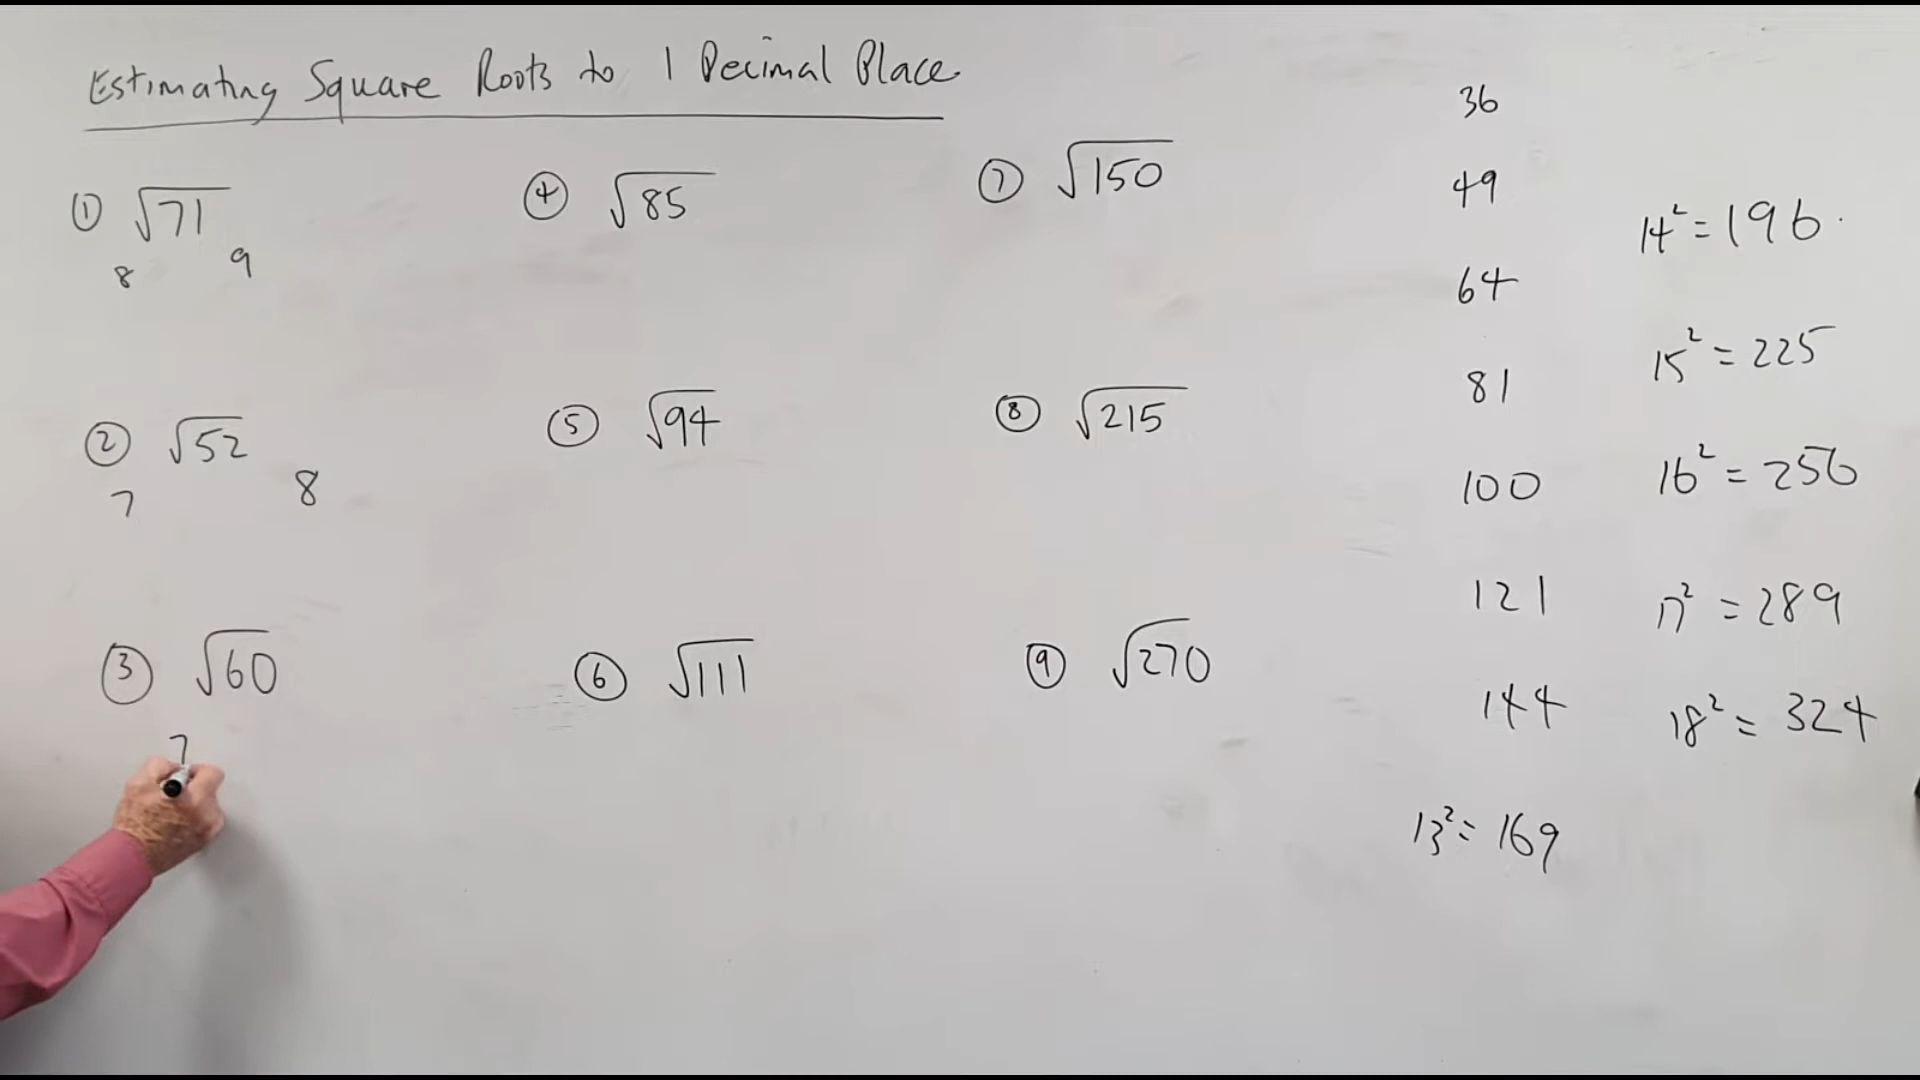 Estimating Square Roots to 1 Decimal Place
① √71
8 9
② √52
7 8
③ √60
7
④ √85
⑤ √94
⑥ √111
⑦ √150
⑧ √215
⑨ √270
36
49
64
81
100
121
144
13² = 169
14² = 196
15² = 225
16² = 256
17² = 289
18² = 324